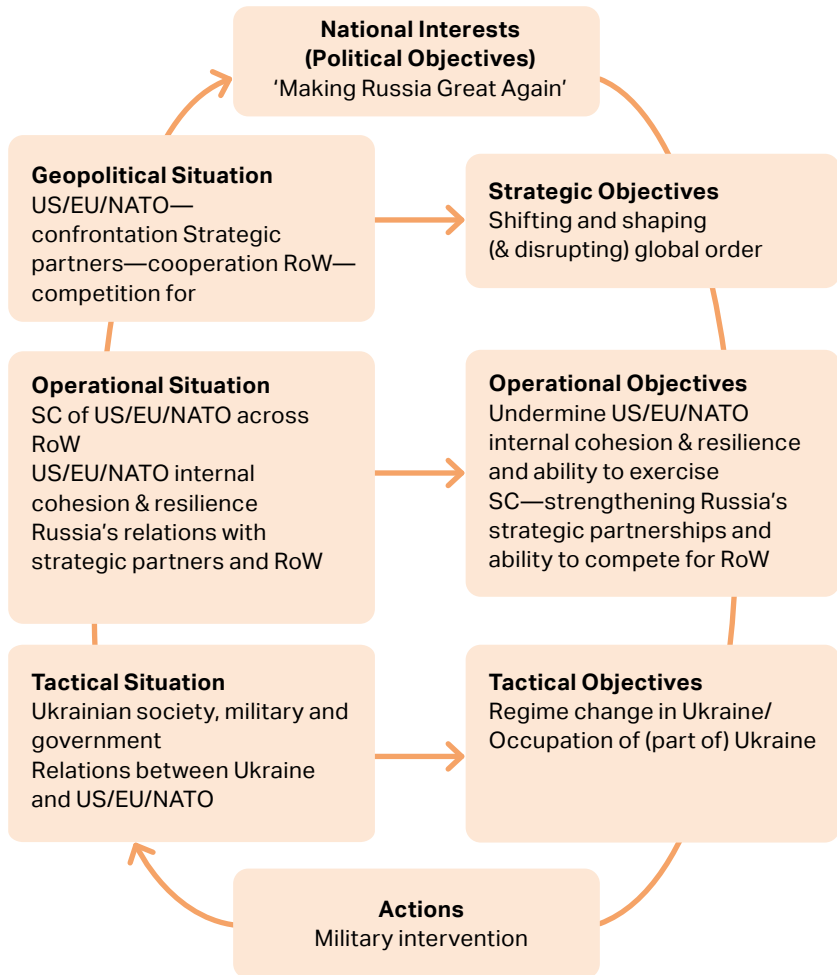 National Interests
(Political Objectives)
‘Making Russia Great Again’
Geopolitical Situation
US/EU/NATO—
confrontation Strategic
partners—cooperation RoW—
competition for
Strategic Objectives
Shifting and shaping
(& disrupting) global order
Operational Situation
SC of US/EU/NATO across
RoW
US/EU/NATO internal
cohesion & resilience
Russia’s relations with
strategic partners and RoW
Operational Objectives
Undermine US/EU/NATO
internal cohesion & resilience
and ability to exercise
SC—strengthening Russia’s
strategic partnerships and
ability to compete for RoW
Tactical Situation
Ukrainian society, military and
government
Relations between Ukraine
and US/EU/NATO
Tactical Objectives
Regime change in Ukraine/
Occupation of (part of) Ukraine
Actions
Military intervention